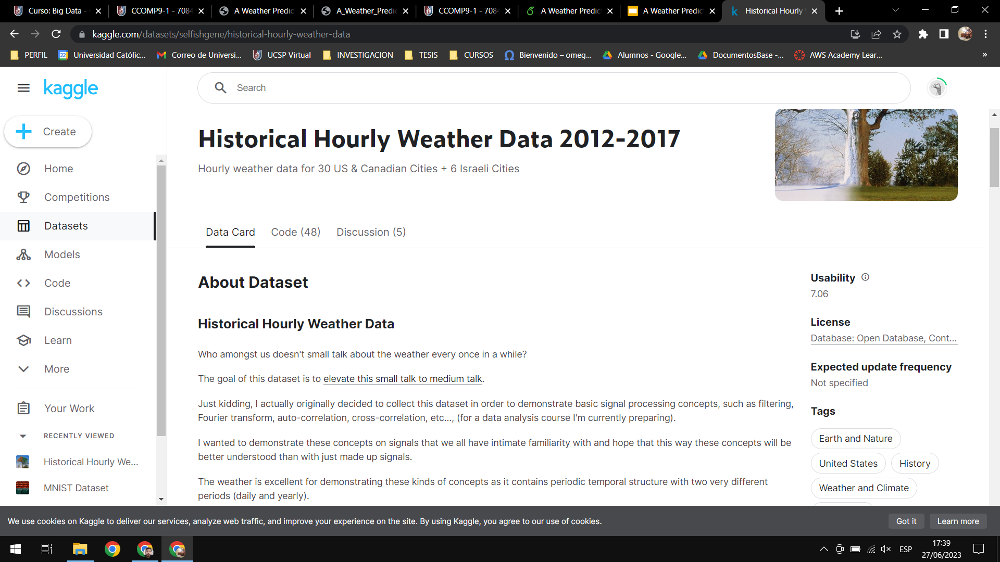 Curso: Big Data -
CCOMP9-1 - 708
A Weather Predic
A_Weather_Predic
CCOMP9-1 - 708
A Weather Predic
A Weather Predic
Historical Hourly
kaggle.com/datasets/selfishgene/historical-hourly-weather-data
PERFIL
22
Universidad Católic...
Correo de Universi...
UCSP Virtual
INVESTIGACION
TESIS
CURSOS
Bienvenido – omeg...
Alumnos - Google...
DocumentosBase -...
AWS Academy Lear...
»
kaggle
Search
Create
Home
Competitions
Datasets
Models
Code
Discussions
Learn
More
Your Work
RECENTLY VIEWED
Historical Hourly We...
MNIST Dataset
Historical Hourly Weather Data 2012-2017
Hourly weather data for 30 US & Canadian Cities + 6 Israeli Cities
Data Card
Code (48)
Discussion (5)
About Dataset
Historical Hourly Weather Data
Who amongst us doesn't small talk about the weather every once in a while?
The goal of this dataset is to elevate this small talk to medium talk.
Just kidding, I actually originally decided to collect this dataset in order to demonstrate basic signal processing concepts, such as filtering,
Fourier transform, auto-correlation, cross-correlation, etc..., (for a data analysis course I'm currently preparing).
I wanted to demonstrate these concepts on signals that we all have intimate familiarity with and hope that this way these concepts will be
better understood than with just made up signals.
The weather is excellent for demonstrating these kinds of concepts as it contains periodic temporal structure with two very different
periods (daily and yearly).
Usability
7.06
License
Database: Open Database, Cont...
Expected update frequency
Not specified
Tags
Earth and Nature
United States
History
Weather and Climate
We use cookies on Kaggle to deliver our services, analyze web traffic, and improve your experience on the site. By using Kaggle, you agree to our use of cookies.
Got it
Learn more
ESP
17:39
27/06/2023